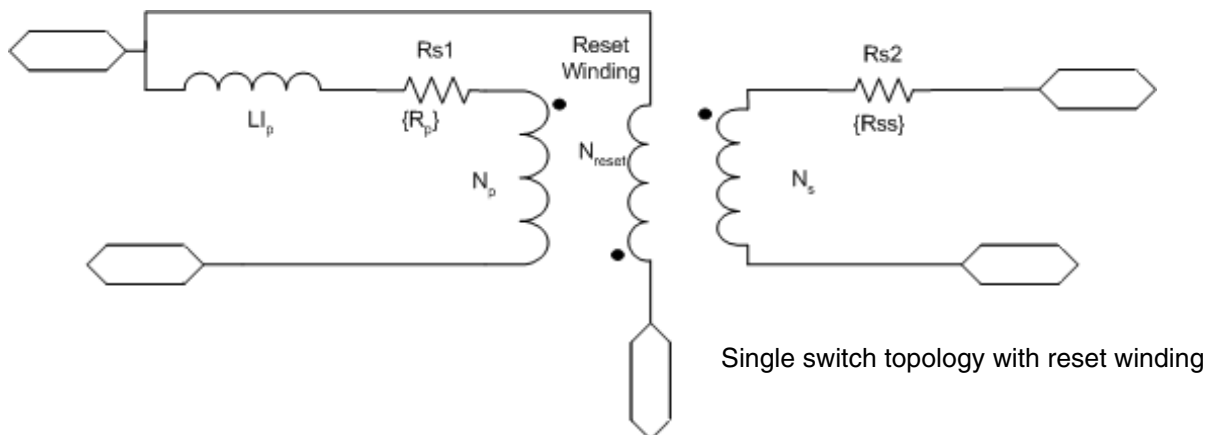 Reset
Winding
Rs1
Rs2
Ll_p
{R_p}
{Rss}
N_reset
N_p
N_s
Single switch topology with reset winding